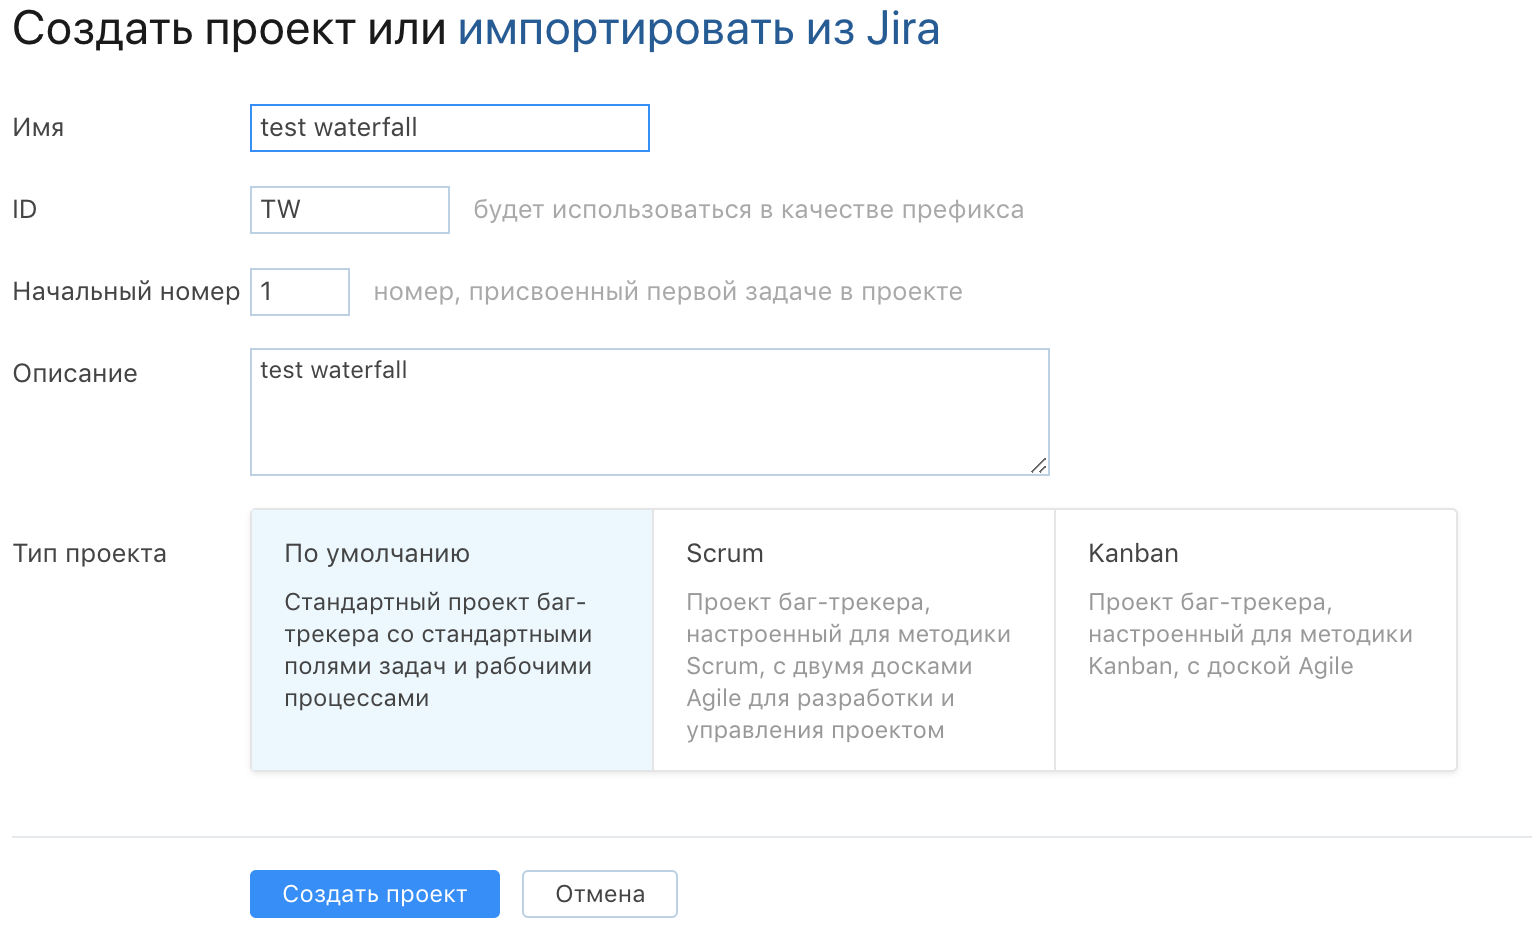 Создать проект или импортировать из Jira
Имя
test waterfall
ID
TW
будет использоваться в качестве префикса
Начальный номер
1
номер, присвоенный первой задаче в проекте
Описание
test waterfall
Тип проекта
По умолчанию
Стандартный проект баг-
трекера со стандартными
полями задач и рабочими
процессами
Scrum
Проект баг-трекера,
настроенный для методики
Scrum, с двумя досками
Agile для разработки и
управления проектом
Kanban
Проект баг-трекера,
настроенный для методики
Kanban, с доской Agile
Создать проект
Отмена